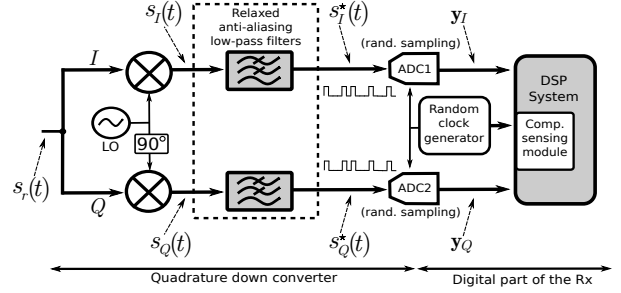 s_I(t)
Relaxed
anti-aliasing
low-pass filters
s_I^★(t)
(rand. sampling)
y_I
I
ADC1
DSP
System
LO
90°
Random
clock
generator
Comp.
sensing
module
s_r(t)
Q
ADC2
(rand. sampling)
s_Q(t)
s_Q^★(t)
y_Q
Quadrature down converter
Digital part of the Rx